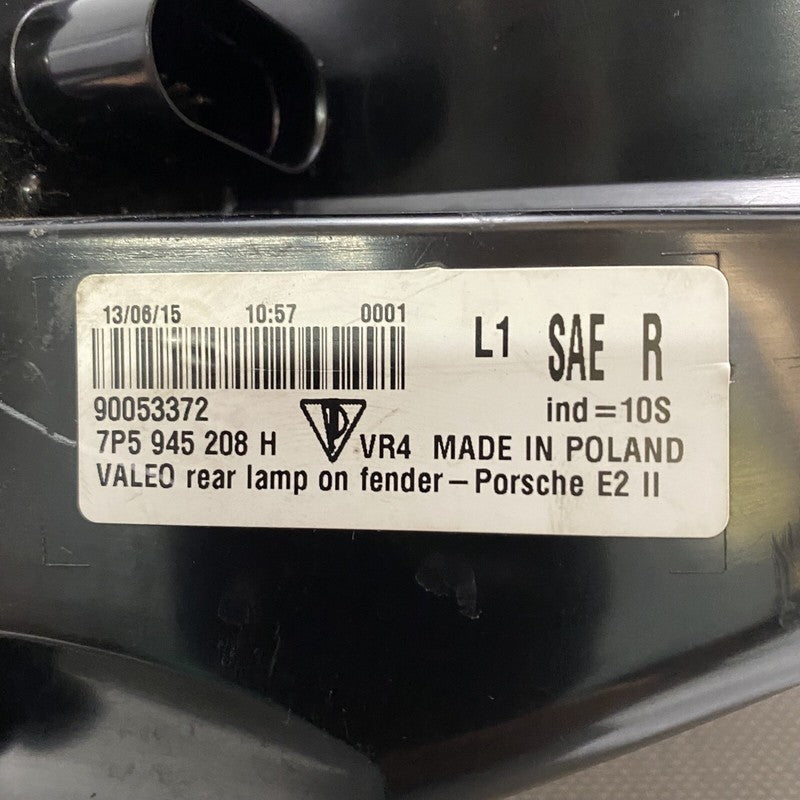 13/06/15 10:57 0001
L1 SAE R
90053372 ind=10S
7P5 945 208 H VR4 MADE IN POLAND
VALEO rear lamp on fender-Porsche E2 II